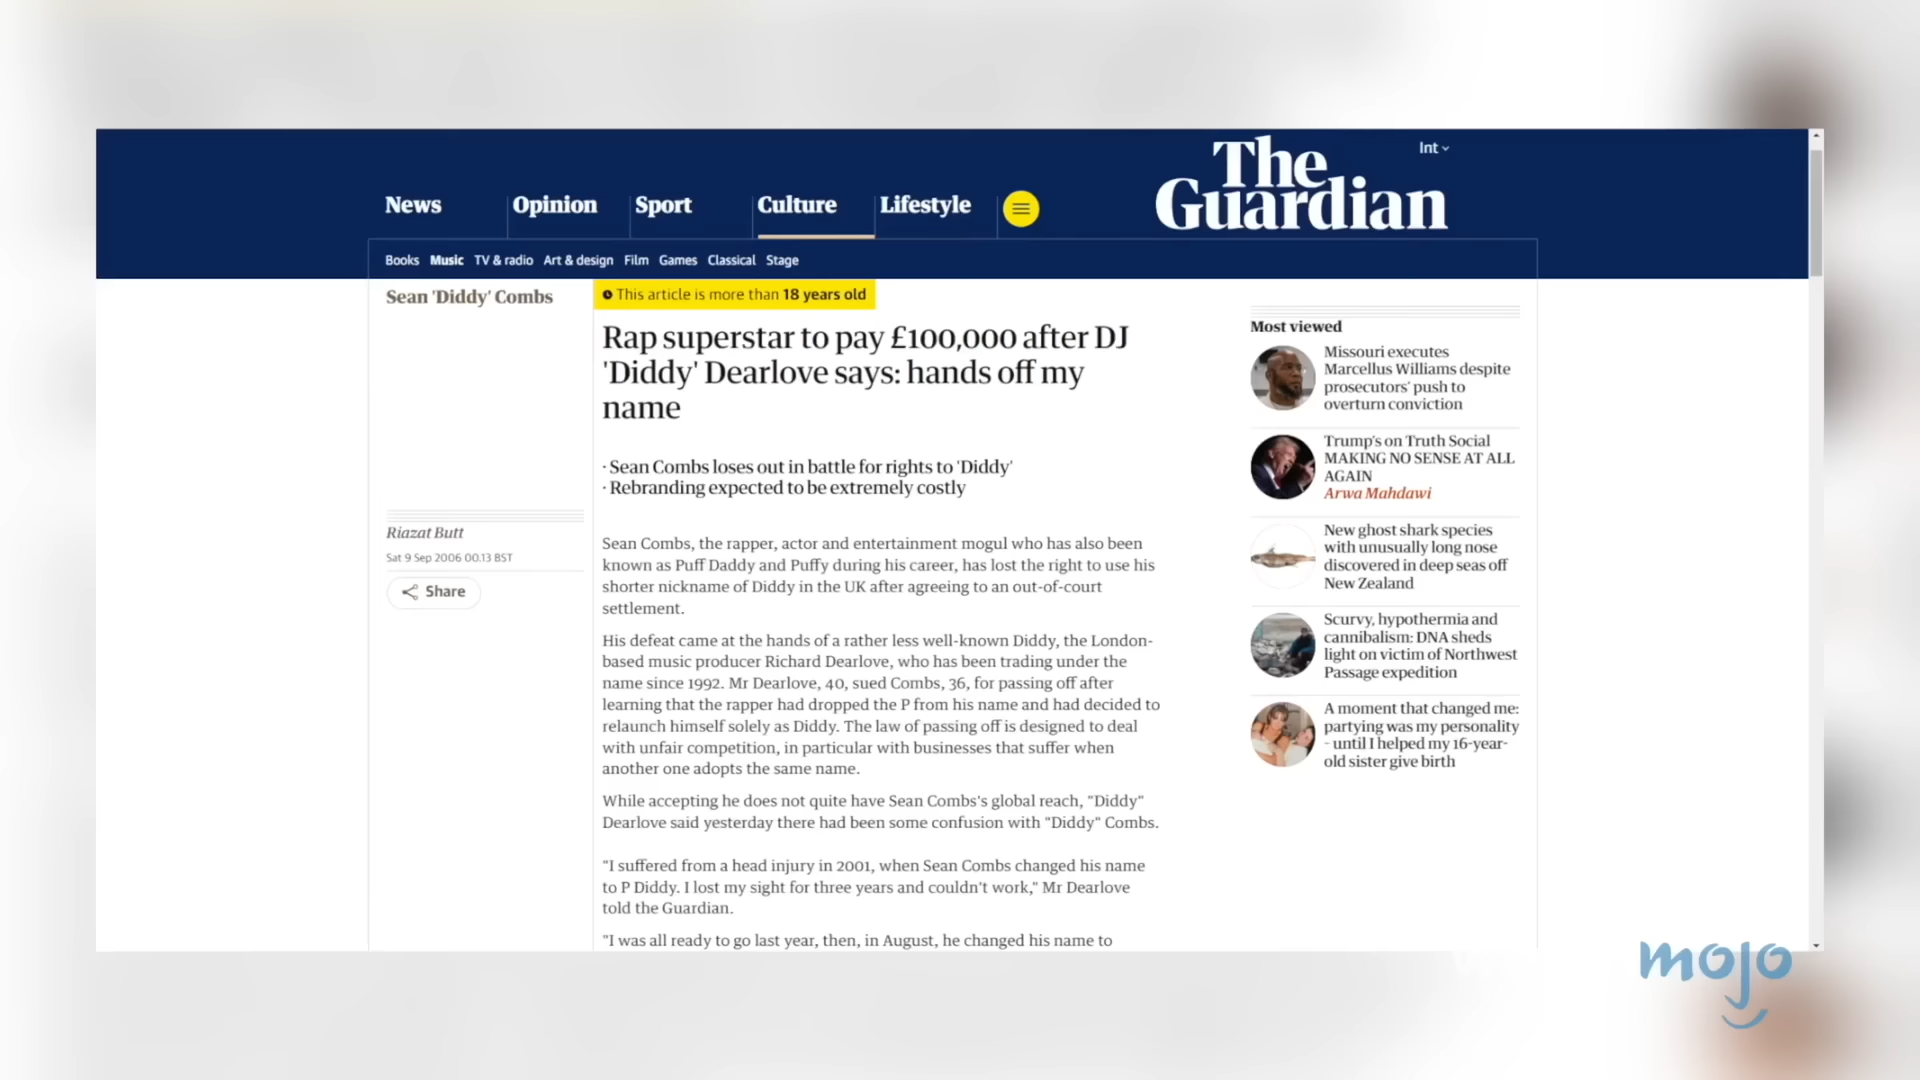 The
Guardian
Int
News
Opinion
Sport
Culture
Lifestyle
Books
Music
TV & radio
Art & design
Film
Games
Classical
Stage
Sean 'Diddy' Combs
This article is more than 18 years old
Rap superstar to pay £100,000 after DJ
'Diddy' Dearlove says: hands off my
name
· Sean Combs loses out in battle for rights to 'Diddy'
· Rebranding expected to be extremely costly
Riazat Butt
Sat 9 Sep 2006 00.13 BST
Share
Sean Combs, the rapper, actor and entertainment mogul who has also been
known as Puff Daddy and Puffy during his career, has lost the right to use his
shorter nickname of Diddy in the UK after agreeing to an out-of-court
settlement.
His defeat came at the hands of a rather less well-known Diddy, the London-
based music producer Richard Dearlove, who has been trading under the
name since 1992. Mr Dearlove, 40, sued Combs, 36, for passing off after
learning that the rapper had dropped the P from his name and had decided to
relaunch himself solely as Diddy. The law of passing off is designed to deal
with unfair competition, in particular with businesses that suffer when
another one adopts the same name.
While accepting he does not quite have Sean Combs's global reach, "Diddy"
Dearlove said yesterday there had been some confusion with "Diddy" Combs.
"I suffered from a head injury in 2001, when Sean Combs changed his name
to P Diddy. I lost my sight for three years and couldn't work," Mr Dearlove
told the Guardian.
"I was all ready to go last year, then, in August, he changed his name to
Most viewed
Missouri executes
Marcellus Williams despite
prosecutors' push to
overturn conviction
Trump's on Truth Social
MAKING NO SENSE AT ALL
AGAIN
Arwa Mahdawi
New ghost shark species
with unusually long nose
discovered in deep seas off
New Zealand
Scurvy, hypothermia and
cannibalism: DNA sheds
light on victim of Northwest
Passage expedition
A moment that changed me:
partying was my personality
- until I helped my 16-year-
old sister give birth
mojo